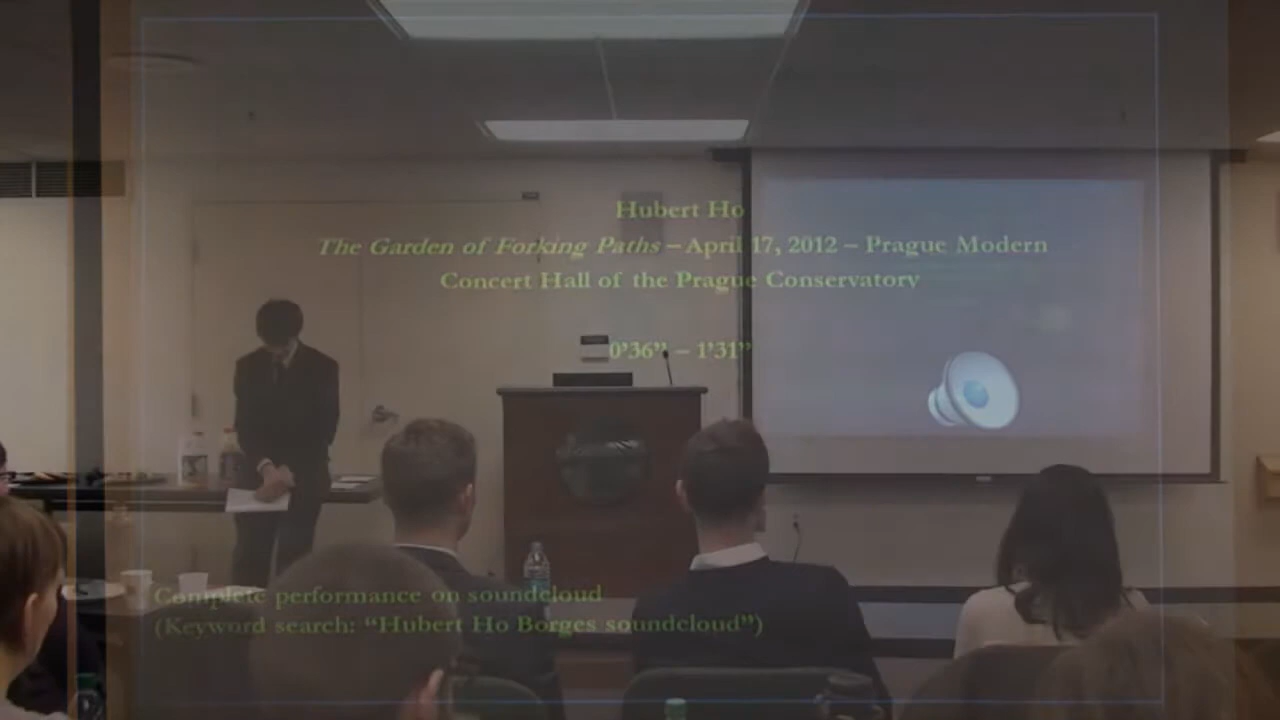 Hubert Ho
The Garden of Forking Paths – April 17, 2012 – Prague Modern
Concert Hall of the Prague Conservatory
0’36” – 1’31”
Complete performance on soundcloud
(Keyword search: “Hubert Ho Borges soundcloud”)